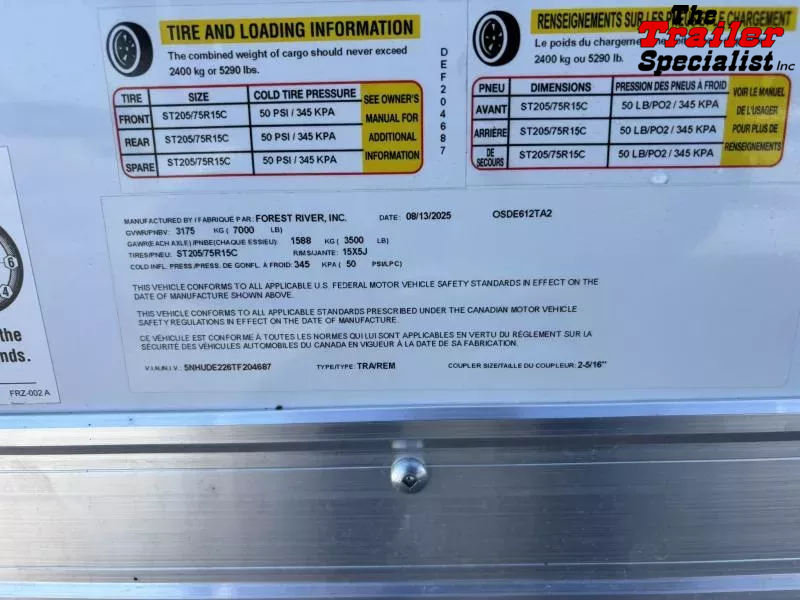 TIRE AND LOADING INFORMATION
The combined weight of cargo should never exceed
2400 kg or 5290 lbs.
TIRE SIZE COLD TIRE PRESSURE
FRONT ST205/75R15C 50 PSI / 345 KPA
REAR ST205/75R15C 50 PSI / 345 KPA
SPARE ST205/75R15C 50 PSI / 345 KPA
SEE OWNER'S
MANUAL FOR
ADDITIONAL
INFORMATION
DEF204687
RENSEIGNEMENTS SUR LES CHARGEMENT
Le poids du chargement
2400 kg ou 5290 lb.
The
Trailer
Specialist Inc
PNEU DIMENSIONS PRESSION DES PNEUS À FROID
AVANT ST205/75R15C 50 LB/PO2 / 345 KPA
ARRIÈRE ST205/75R15C 50 LB/PO2 / 345 KPA
DE SECOURS ST205/75R15C 50 LB/PO2 / 345 KPA
VOIR LE MANUEL
DE L'USAGER
POUR PLUS DE
RENSEIGNEMENTS
MANUFACTURED BY / FABRIQUÉ PAR: FOREST RIVER, INC. DATE: 08/13/2025 OSDE612TA2
GVWR/PNBV: 3175 KG ( 7000 LB)
GAWR(EACH AXLE)/PNBE(CHAQUE ESSIEU): 1588 KG ( 3500 LB)
TIRES/PNEU: ST205/75R15C RIMS/JANTE: 15X5J
COLD INFL. PRESS./PRESS. DE GONFL. À FROID: 345 KPA ( 50 PSI/LPC)
THIS VEHICLE CONFORMS TO ALL APPLICABLE U.S. FEDERAL MOTOR VEHICLE SAFETY STANDARDS IN EFFECT ON THE
DATE OF MANUFACTURE SHOWN ABOVE.
THIS VEHICLE CONFORMS TO ALL APPLICABLE STANDARDS PRESCRIBED UNDER THE CANADIAN MOTOR VEHICLE
SAFETY REGULATIONS IN EFFECT ON THE DATE OF MANUFACTURE.
CE VÉHICULE EST CONFORME À TOUTES LES NORMES QUI LUI SONT APPLICABLES EN VERTU DU RÈGLEMENT SUR LA
SÉCURITÉ DES VÉHICULES AUTOMOBILES DU CANADA EN VIGUEUR À LA DATE DE SA FABRICATION.
V.I.N./N.I.V.: 5NHUDE226TF204687 TYPE/TYPE: TRA/REM COUPLER SIZE/TAILLE DU COUPLEUR: 2-5/16"
6
4
the
nds.
FRZ-002 A